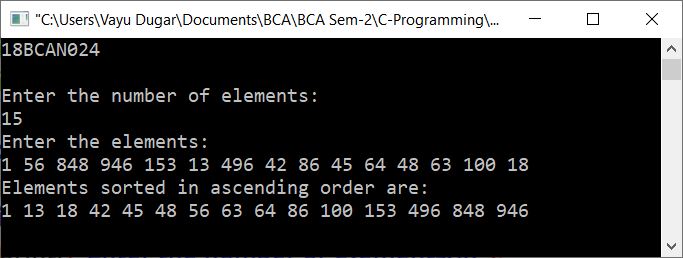 "C:\Users\Vayu Dugar\Documents\BCA\BCA Sem-2\C-Programming\...
18BCAN024
Enter the number of elements:
15
Enter the elements:
1 56 848 946 153 13 496 42 86 45 64 48 63 100 18
Elements sorted in ascending order are:
1 13 18 42 45 48 56 63 64 86 100 153 496 848 946